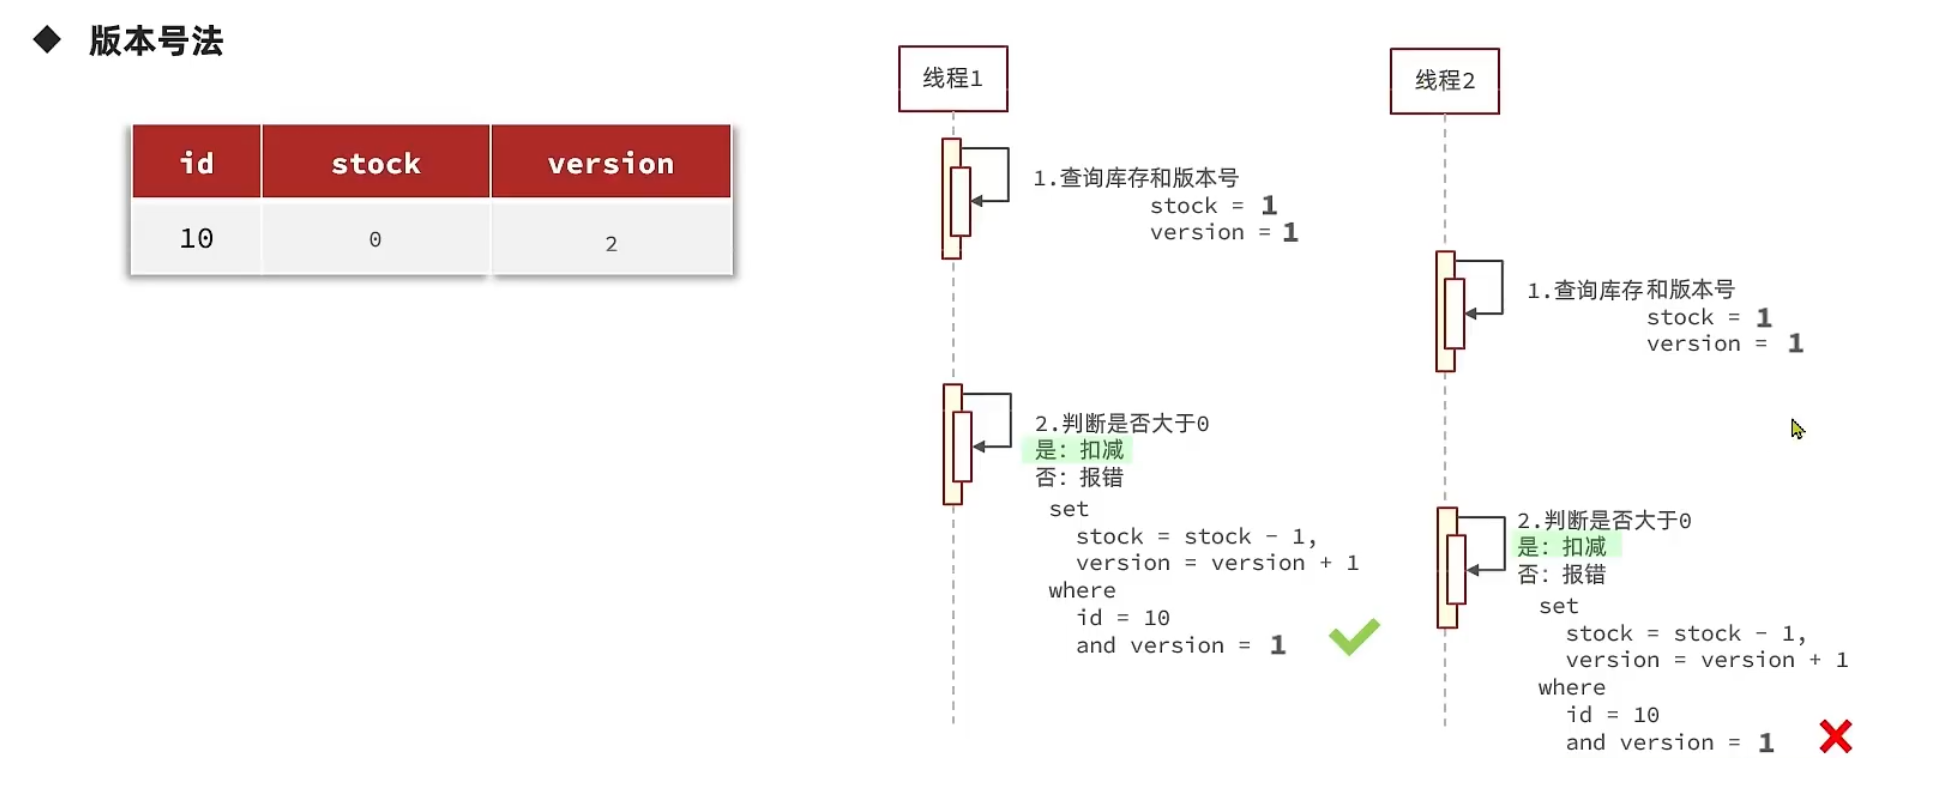 ◆ 版本号法
id stock version
10 0 2
线程1
1.查询库存和版本号
stock = 1
version = 1
2.判断是否大于0
是：扣减
否：报错
set
stock = stock - 1,
version = version + 1
where
id = 10
and version = 1
线程2
1.查询库存和版本号
stock = 1
version = 1
2.判断是否大于0
是：扣减
否：报错
set
stock = stock - 1,
version = version + 1
where
id = 10
and version = 1